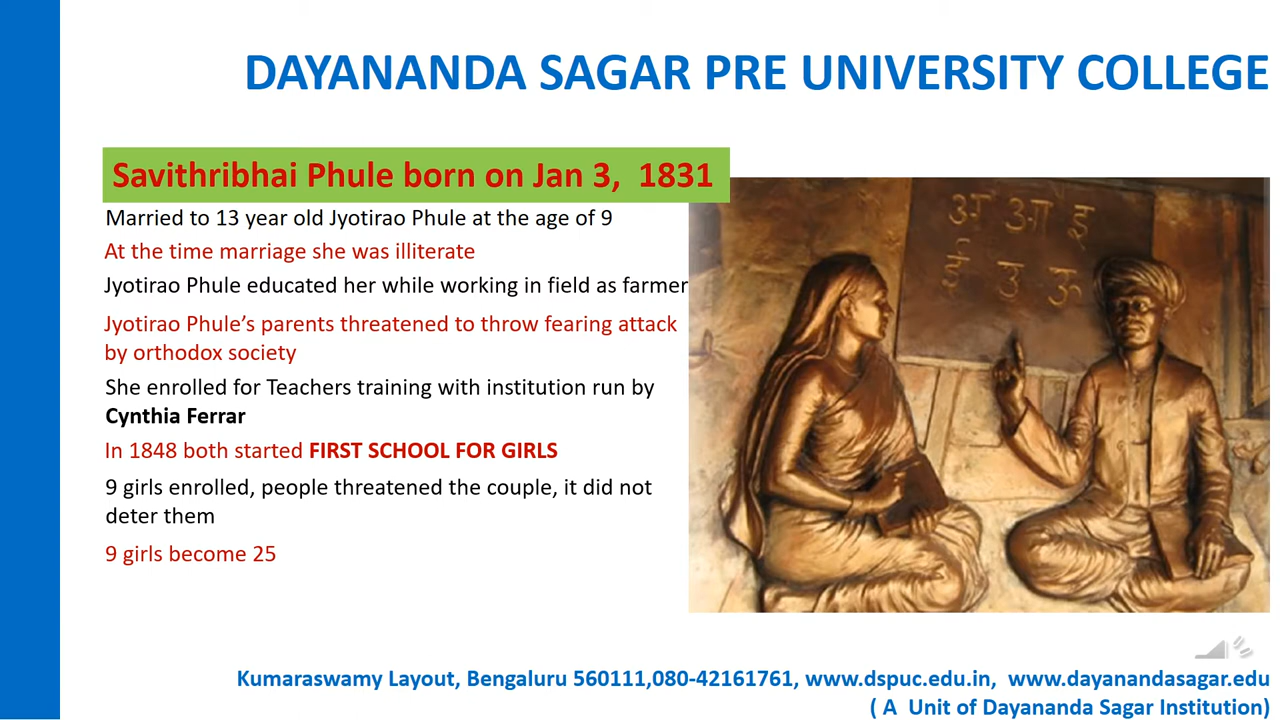 DAYANANDA SAGAR PRE UNIVERSITY COLLEGE
Savithribhai Phule born on Jan 3,  1831
Married to 13 year old Jyotirao Phule at the age of 9
At the time marriage she was illiterate
Jyotirao Phule educated her while working in field as farmer
Jyotirao Phule's parents threatened to throw fearing attack
by orthodox society
She enrolled for Teachers training with institution run by
Cynthia Ferrar
In 1848 both started FIRST SCHOOL FOR GIRLS
9 girls enrolled, people threatened the couple, it did not
deter them
9 girls become 25
अ आ इ
ई उ ऊ
Kumaraswamy Layout, Bengaluru 560111,080-42161761, www.dspuc.edu.in,  www.dayanandasagar.edu
( A  Unit of Dayananda Sagar Institution)